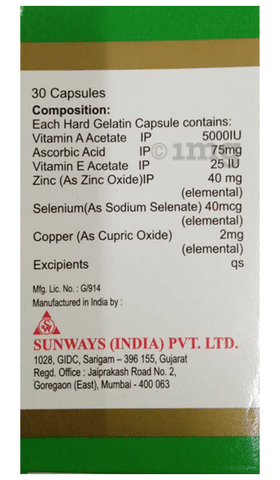 30 Capsules
Composition:
Each Hard Gelatin Capsule contains:
Vitamin A Acetate IP 5000IU
Ascorbic Acid IP 75mg
Vitamin E Acetate IP 25 IU
Zinc (As Zinc Oxide)IP 40 mg
(elemental)
Selenium(As Sodium Selenate) 40mcg
(elemental)
Copper (As Cupric Oxide) 2mg
(elemental)
Excipients qs
Mfg. Lic. No. : G/914
Manufactured in India by :
SUNWAYS (INDIA) PVT. LTD.
1028, GIDC, Sarigam – 396 155, Gujarat
Regd. Office : Jaiprakash Road No. 2,
Goregaon (East), Mumbai - 400 063
© 1mg